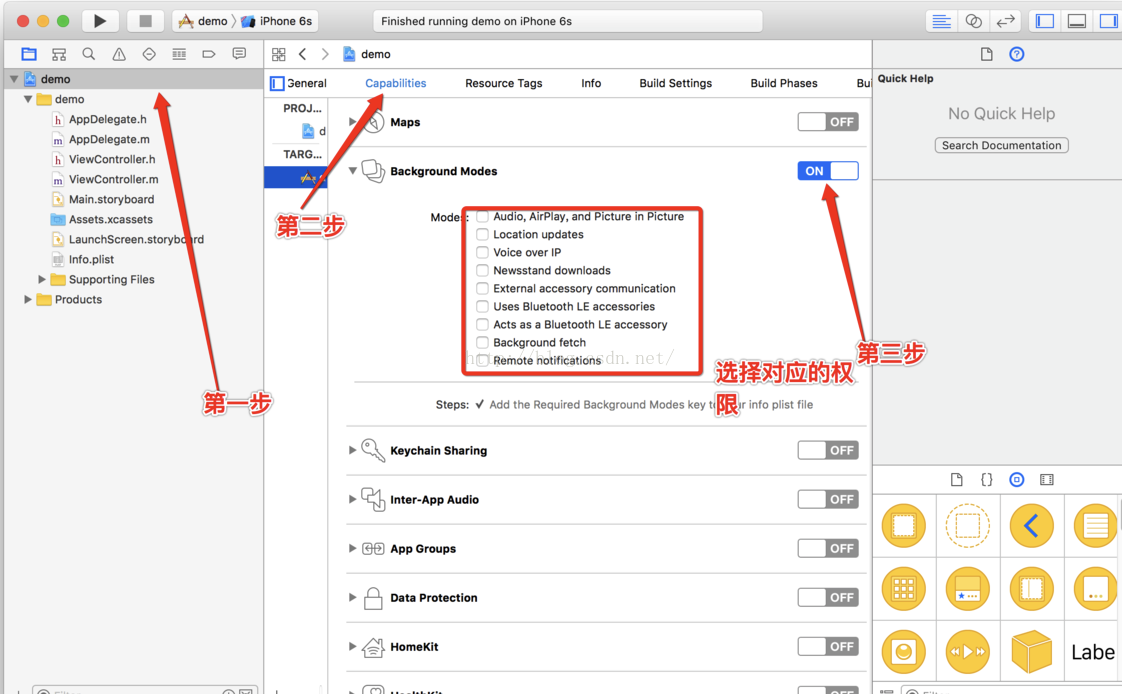 demo
iPhone 6s
Finished running demo on iPhone 6s
demo
demo
AppDelegate.h
AppDelegate.m
ViewController.h
ViewController.m
Main.storyboard
Assets.xcassets
LaunchScreen.storyboard
Info.plist
Supporting Files
Products
第一步
demo
General
Capabilities
Resource Tags
Info
Build Settings
Build Phases
Bui
PROJ...
d
TARG...
第二步
Maps
OFF
Background Modes
ON
Modes:
Audio, AirPlay, and Picture in Picture
Location updates
Voice over IP
Newsstand downloads
External accessory communication
Uses Bluetooth LE accessories
Acts as a Bluetooth LE accessory
Background fetch
Remote notifications
http://blog.csdn.net/
第三步
选择对应的权
限
Steps: ✓ Add the Required Background Modes key to your info plist file
Keychain Sharing
OFF
Inter-App Audio
OFF
App Groups
OFF
Data Protection
OFF
HomeKit
OFF
HealthKit
Quick Help
No Quick Help
Search Documentation
{}
Labe